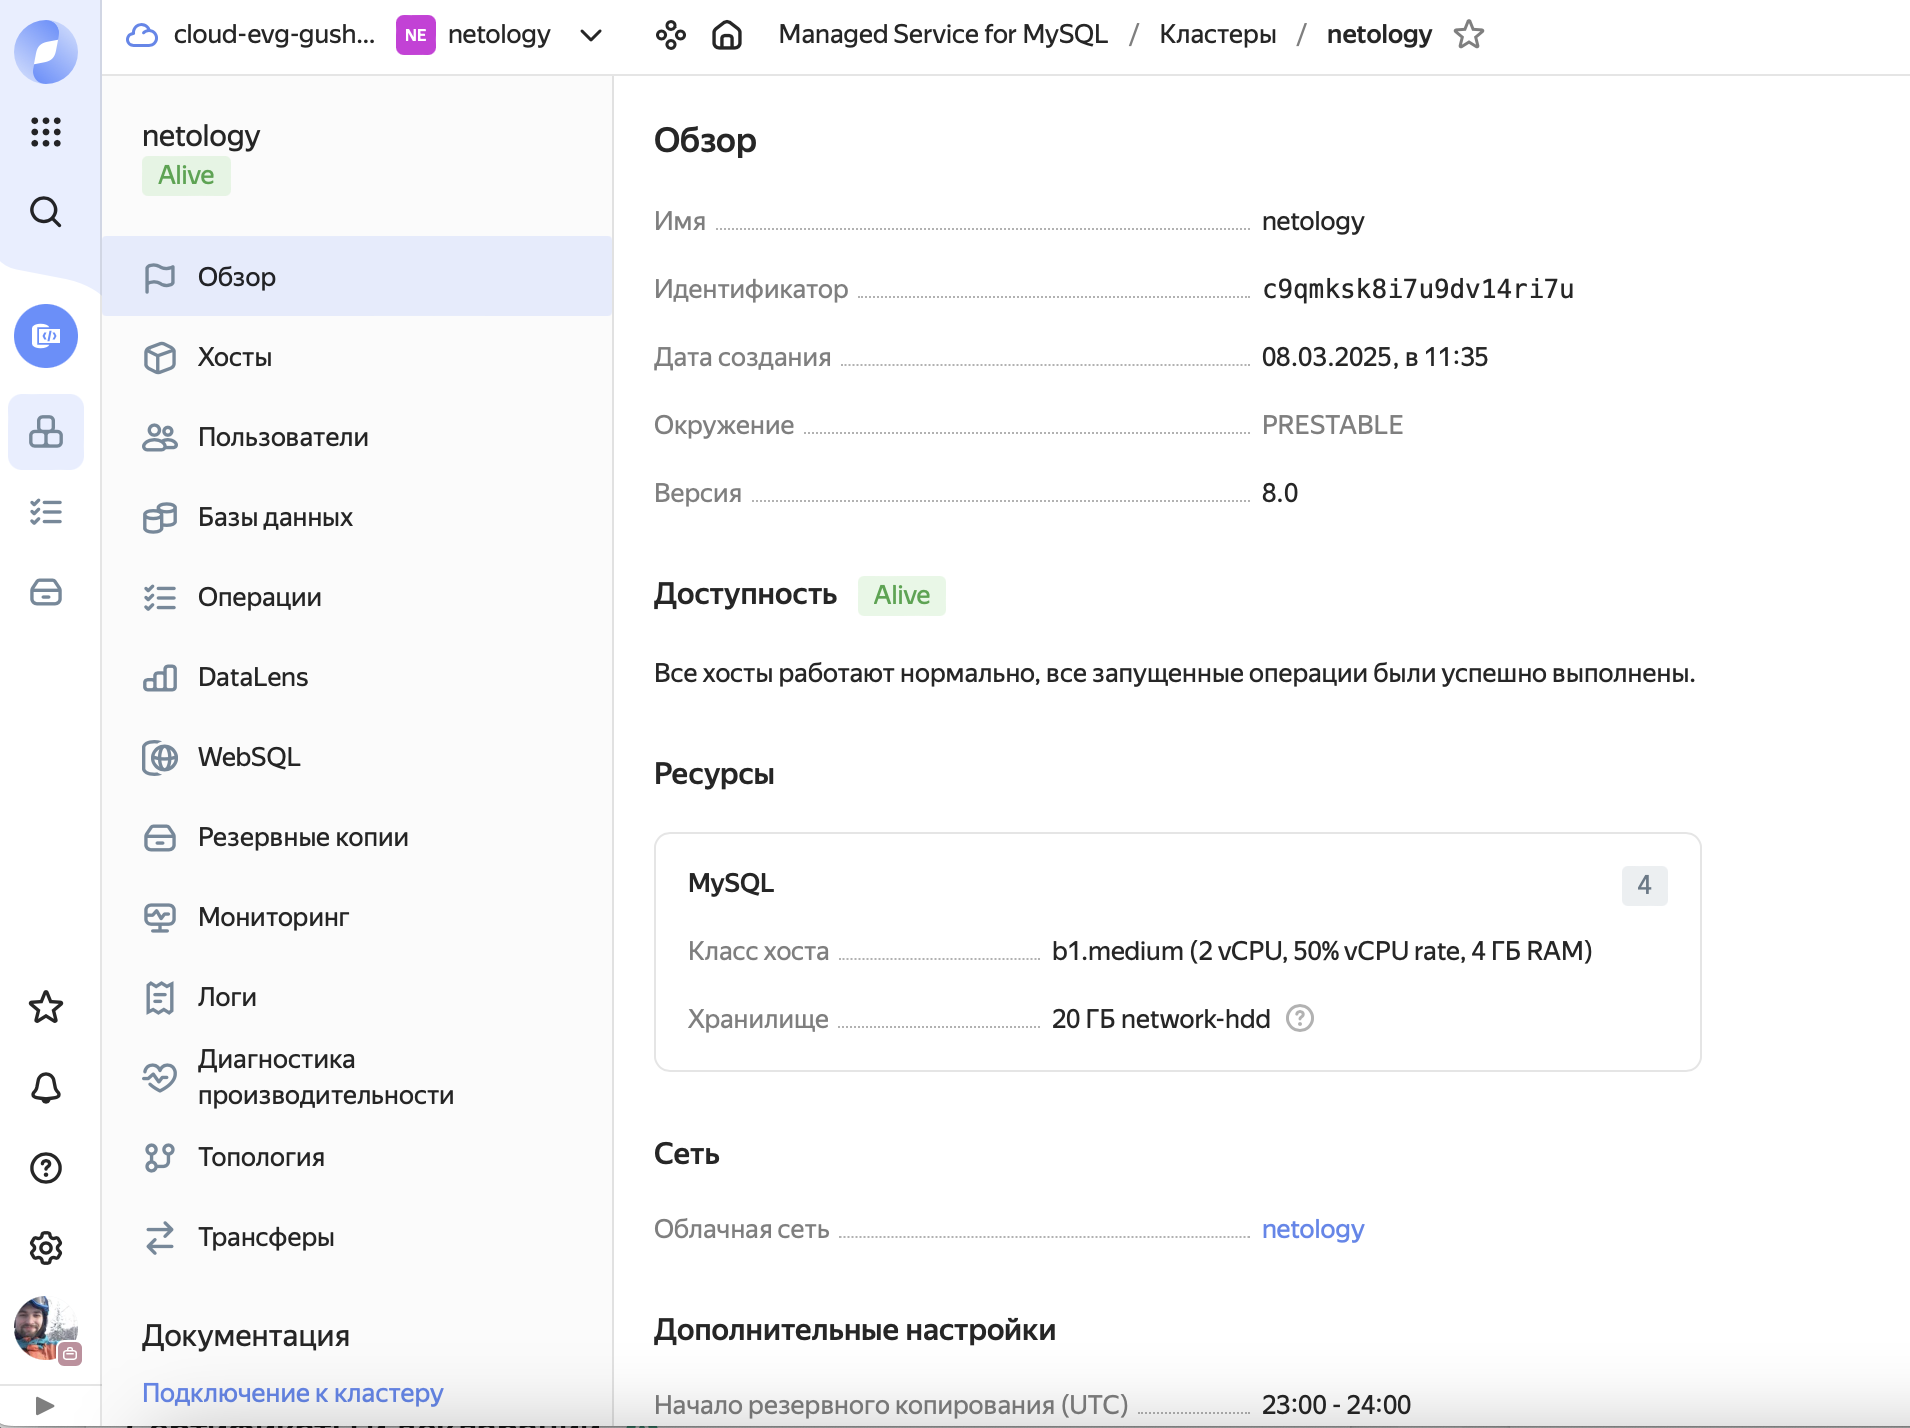 cloud-evg-gush... NE netology Managed Service for MySQL / Кластеры / netology
netology
Alive
Обзор
Хосты
Пользователи
Базы данных
Операции
DataLens
WebSQL
Резервные копии
Мониторинг
Логи
Диагностика
производительности
Топология
Трансферы
Документация
Подключение к кластеру
Обзор
Имя netology
Идентификатор c9qmksk8i7u9dv14ri7u
Дата создания 08.03.2025, в 11:35
Окружение PRESTABLE
Версия 8.0
Доступность Alive
Все хосты работают нормально, все запущенные операции были успешно выполнены.
Ресурсы
MySQL 4
Класс хоста b1.medium (2 vCPU, 50% vCPU rate, 4 ГБ RAM)
Хранилище 20 ГБ network-hdd
Сеть
Облачная сеть netology
Дополнительные настройки
Начало резервного копирования (UTC) 23:00 - 24:00